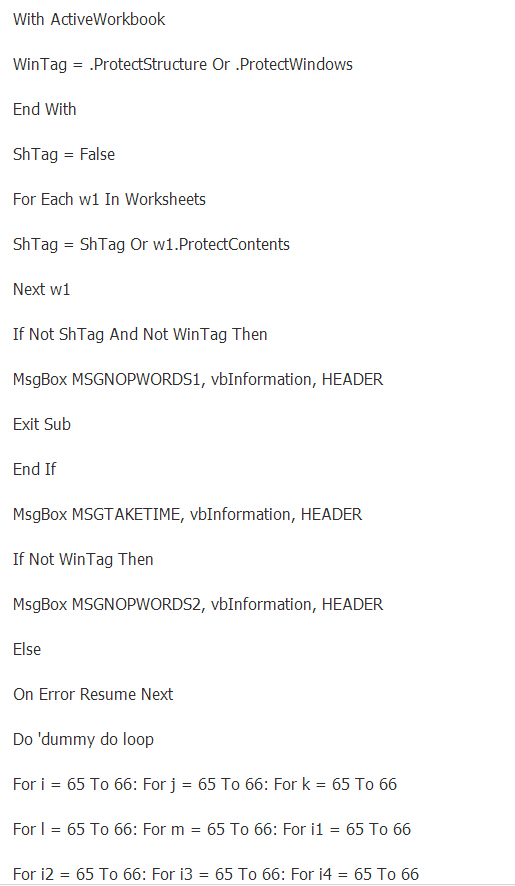 With ActiveWorkbook
WinTag = .ProtectStructure Or .ProtectWindows
End With
ShTag = False
For Each w1 In Worksheets
ShTag = ShTag Or w1.ProtectContents
Next w1
If Not ShTag And Not WinTag Then
MsgBox MSGNOPWORDS1, vbInformation, HEADER
Exit Sub
End If
MsgBox MSGTAKETIME, vbInformation, HEADER
If Not WinTag Then
MsgBox MSGNOPWORDS2, vbInformation, HEADER
Else
On Error Resume Next
Do 'dummy do loop
For i = 65 To 66: For j = 65 To 66: For k = 65 To 66
For l = 65 To 66: For m = 65 To 66: For i1 = 65 To 66
For i2 = 65 To 66: For i3 = 65 To 66: For i4 = 65 To 66